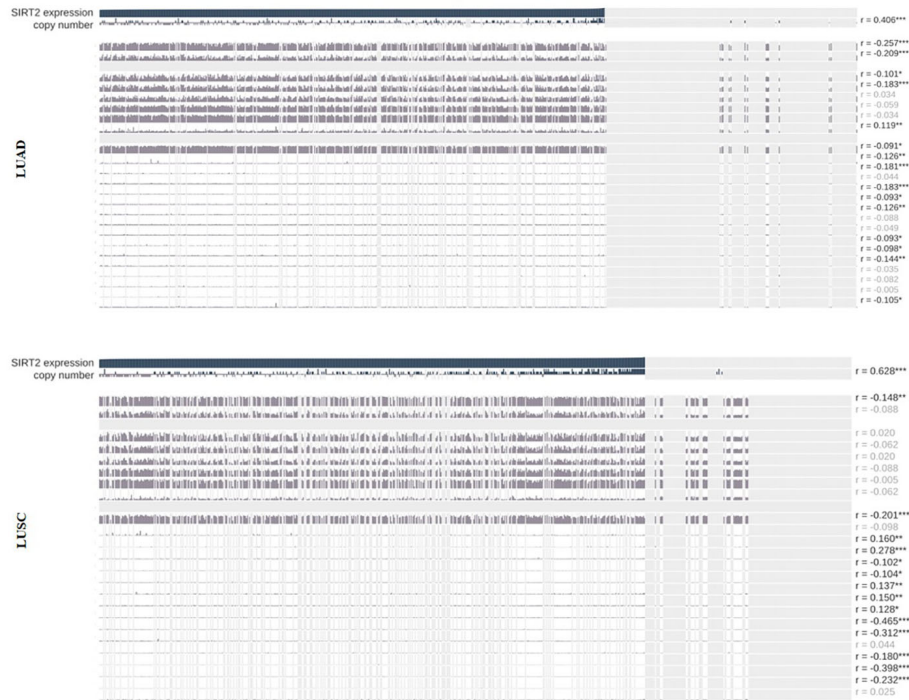 SIRT2 expression
copy number
r = 0.406***
r = -0.257***
r = -0.209***
r = -0.101*
r = -0.183***
r = 0.034
r = -0.059
r = -0.034
r = 0.119**
r = -0.091*
r = -0.126**
r = -0.181***
r = -0.044
r = -0.183***
r = -0.093*
r = -0.126**
r = -0.088
r = -0.049
r = -0.093*
r = -0.098*
r = -0.144**
r = -0.035
r = -0.082
r = -0.005
r = -0.105*
LUAD
SIRT2 expression
copy number
r = 0.628***
r = -0.148**
r = -0.088
r = 0.020
r = -0.062
r = 0.020
r = -0.088
r = -0.005
r = -0.062
r = -0.201***
r = -0.098
r = 0.160**
r = 0.278***
r = -0.102*
r = -0.104*
r = 0.137**
r = 0.150**
r = 0.128*
r = -0.465***
r = -0.312***
r = 0.044
r = -0.180***
r = -0.398***
r = -0.232***
r = 0.025
LUSC